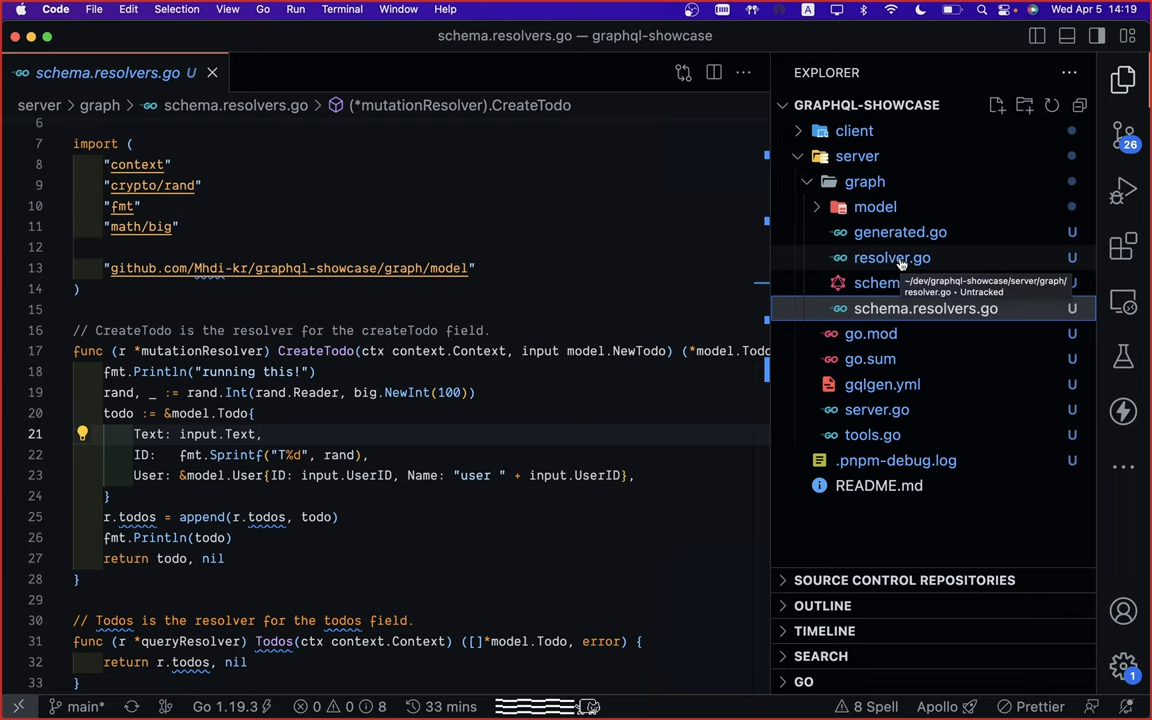 Code File Edit Selection View Go Run Terminal Window Help A Wed Apr 5 14:19
schema.resolvers.go — graphql-showcase
schema.resolvers.go U
server > graph > schema.resolvers.go > (*mutationResolver).CreateTodo
6
7 import (
8 "context"
9 "crypto/rand"
10 "fmt"
11 "math/big"
12
13 "github.com/Mhdi-kr/graphql-showcase/graph/model"
14 )
15
16 // CreateTodo is the resolver for the createTodo field.
17 func (r *mutationResolver) CreateTodo(ctx context.Context, input model.NewTodo) (*model.Todo
18 fmt.Println("running this!")
19 rand, _ := rand.Int(rand.Reader, big.NewInt(100))
20 todo := &model.Todo{
21 Text: input.Text,
22 ID: fmt.Sprintf("T%d", rand),
23 User: &model.User{ID: input.UserID, Name: "user " + input.UserID},
24 }
25 r.todos = append(r.todos, todo)
26 fmt.Println(todo)
27 return todo, nil
28 }
29
30 // Todos is the resolver for the todos field.
31 func (r *queryResolver) Todos(ctx context.Context) ([]*model.Todo, error) {
32 return r.todos, nil
33 }
EXPLORER
GRAPHQL-SHOWCASE
client
server
graph
model
generated.go U
resolver.go U
schem
~/dev/graphql-showcase/server/graph/
resolver.go • Untracked
schema.resolvers.go U
go.mod U
go.sum U
gqlgen.yml U
server.go U
tools.go U
.pnpm-debug.log U
README.md
SOURCE CONTROL REPOSITORIES
OUTLINE
TIMELINE
SEARCH
GO
26
1
main* Go 1.19.3 0 0 8 33 mins 8 Spell Apollo Prettier